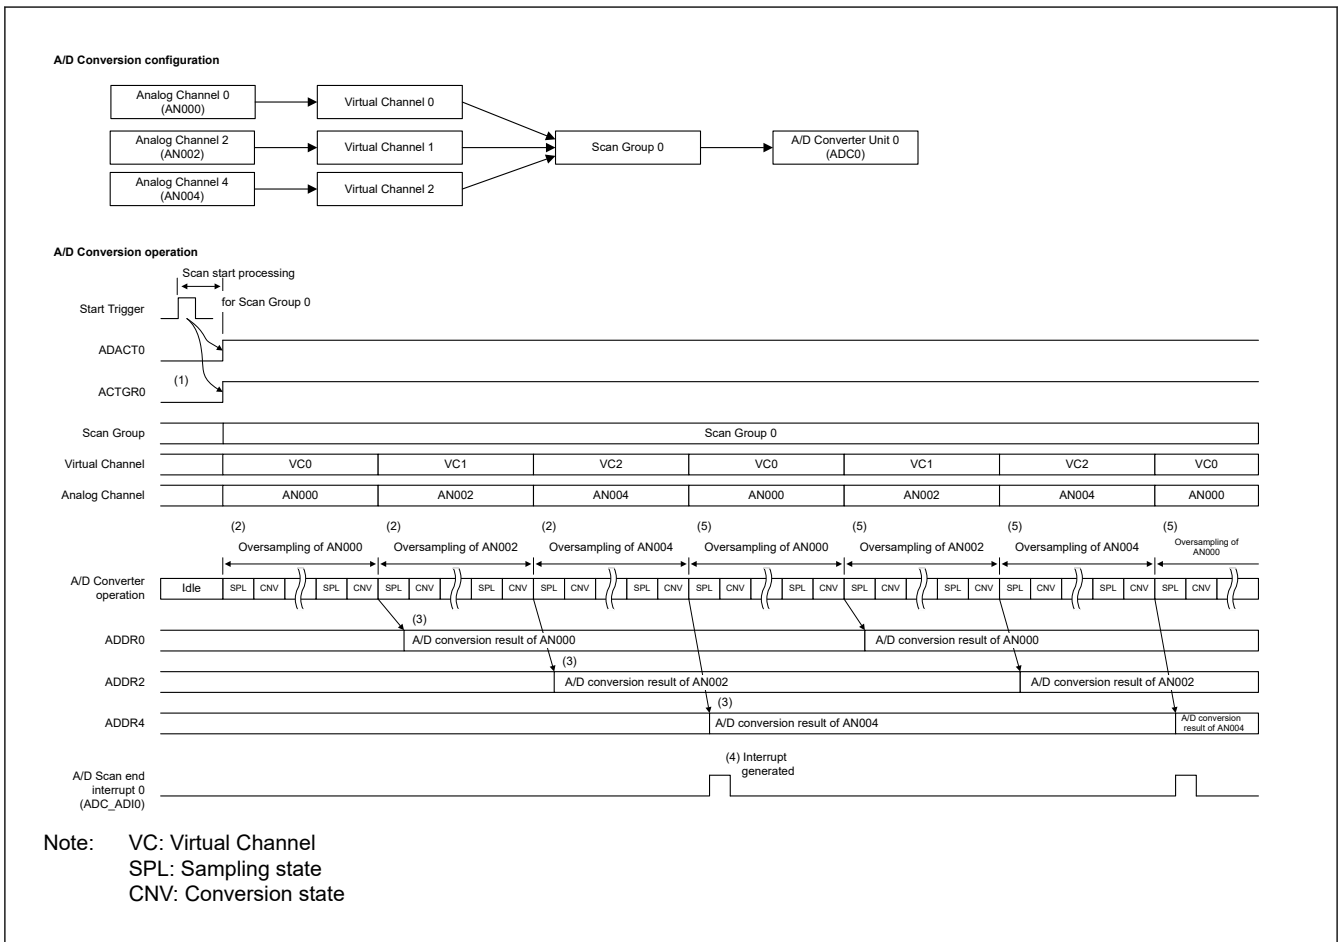 A/D Conversion configuration
Analog Channel 0
(AN000)
Virtual Channel 0
Analog Channel 2
(AN002)
Virtual Channel 1
Scan Group 0
A/D Converter Unit 0
(ADC0)
Analog Channel 4
(AN004)
Virtual Channel 2
A/D Conversion operation
Scan start processing
for Scan Group 0
Start Trigger
ADACT0
(1)
ACTGR0
Scan Group
Scan Group 0
Virtual Channel
VC0 VC1 VC2 VC0 VC1 VC2 VC0
Analog Channel
AN000 AN002 AN004 AN000 AN002 AN004 AN000
(2) (2) (2) (5) (5) (5) (5)
Oversampling of AN000 Oversampling of AN002 Oversampling of AN004 Oversampling of AN000 Oversampling of AN002 Oversampling of AN004 Oversampling of
AN000
A/D Converter
operation
Idle SPL CNV SPL CNV SPL CNV SPL CNV SPL CNV SPL CNV SPL CNV SPL CNV SPL CNV SPL CNV SPL CNV SPL CNV SPL CNV
(3)
ADDR0
A/D conversion result of AN000 A/D conversion result of AN000
(3)
ADDR2
A/D conversion result of AN002 A/D conversion result of AN002
(3)
ADDR4
A/D conversion result of AN004 A/D conversion
result of AN004
(4) Interrupt
generated
A/D Scan end
interrupt 0
(ADC_ADI0)
Note: VC: Virtual Channel
SPL: Sampling state
CNV: Conversion state